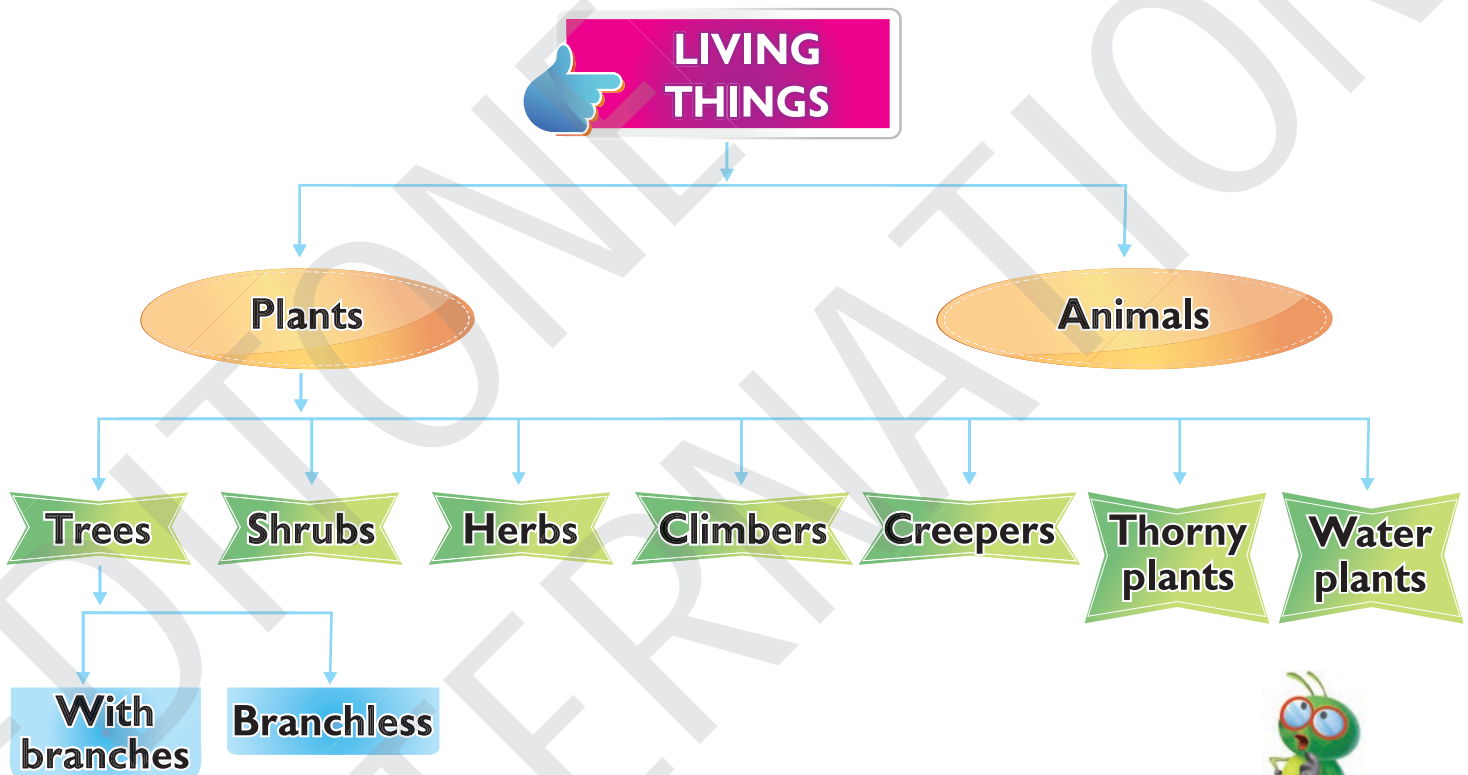 LIVING
THINGS
Plants
Animals
Trees
Shrubs
Herbs
Climbers
Creepers
Thorny
plants
Water
plants
With
branches
Branchless